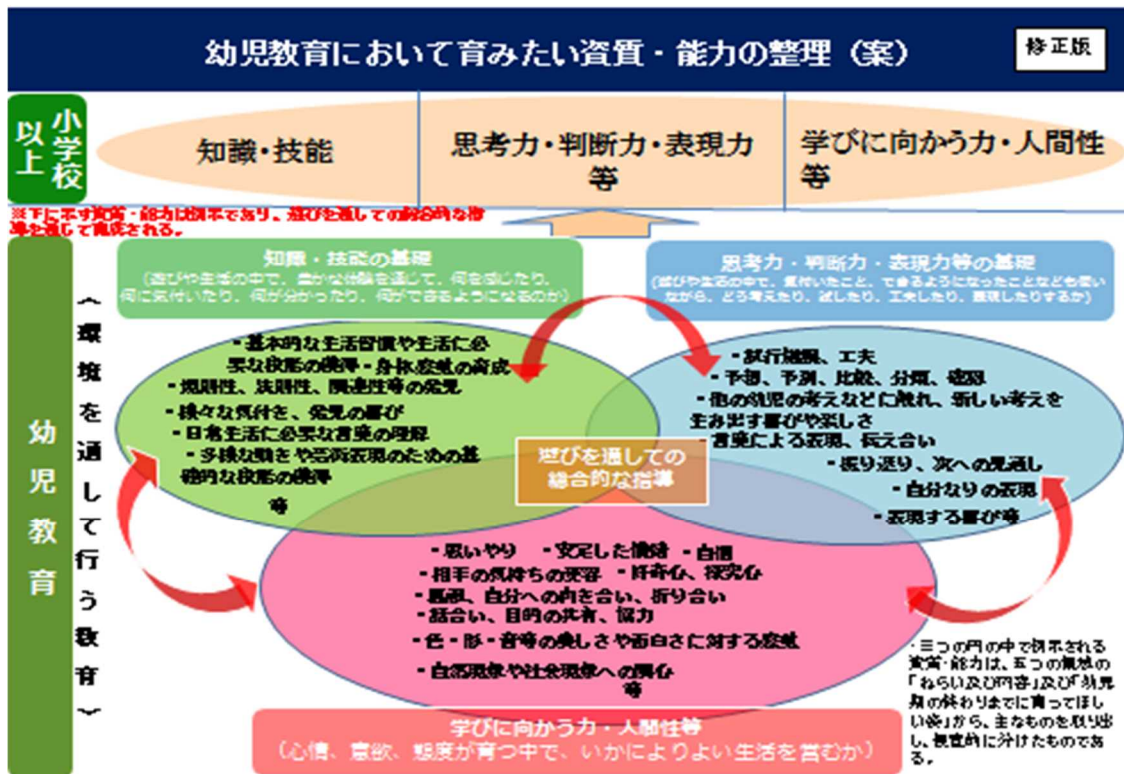 幼児教育において育みたい資質・能力の整理（案）
修正版
小学校
以上
知識・技能
思考力・判断力・表現力
等
学びに向かう力・人間性
等
※下に示す資質・能力は例示であり、遊びを通しての総合的な指
導を通して育成される。
幼児教育
〈環境を通して行う教育〉
知識・技能の基礎
（遊びや生活の中で、豊かな体験を通じて、何を感じたり、
何に気付いたり、何が分かったり、何ができるようになるのか）
思考力・判断力・表現力等の基礎
（遊びや生活の中で、気付いたこと、できるようになったことなども使い
ながら、どう考えたり、試したり、工夫したり、表現したりするか）
・基本的な生活習慣や生活に必
要な技能の獲得 ・身体感覚の育成
・規則性、法則性、関連性等の発見
・様々な気付き、発見の喜び
・日常生活に必要な言葉の理解
・多様な動きや芸術表現のための基
礎的な技能の獲得
等
・試行錯誤、工夫
・予想、予測、比較、分類、確認
・他の幼児の考えなどに触れ、新しい考えを
生み出す喜びや楽しさ
・言葉による表現、伝え合い
・振り返り、次への見通し
・自分なりの表現
・表現する喜び等
遊びを通しての
総合的な指導
・思いやり ・安定した情緒 ・自信
・相手の気持ちの受容 ・好奇心、探究心
・葛藤、自分への向き合い、折り合い
・話合い、目的の共有、協力
・色・形・音等の美しさや面白さに対する感覚
・自然現象や社会現象への関心
等
学びに向かう力・人間性等
（心情、意欲、態度が育つ中で、いかによりよい生活を営むか）
・三つの円の中で例示される
資質・能力は、五つの領域の
「ねらい及び内容」及び「幼児
期の終わりまでに育ってほし
い姿」から、主なものを取り出
し、便宜的に分けたものであ
る。